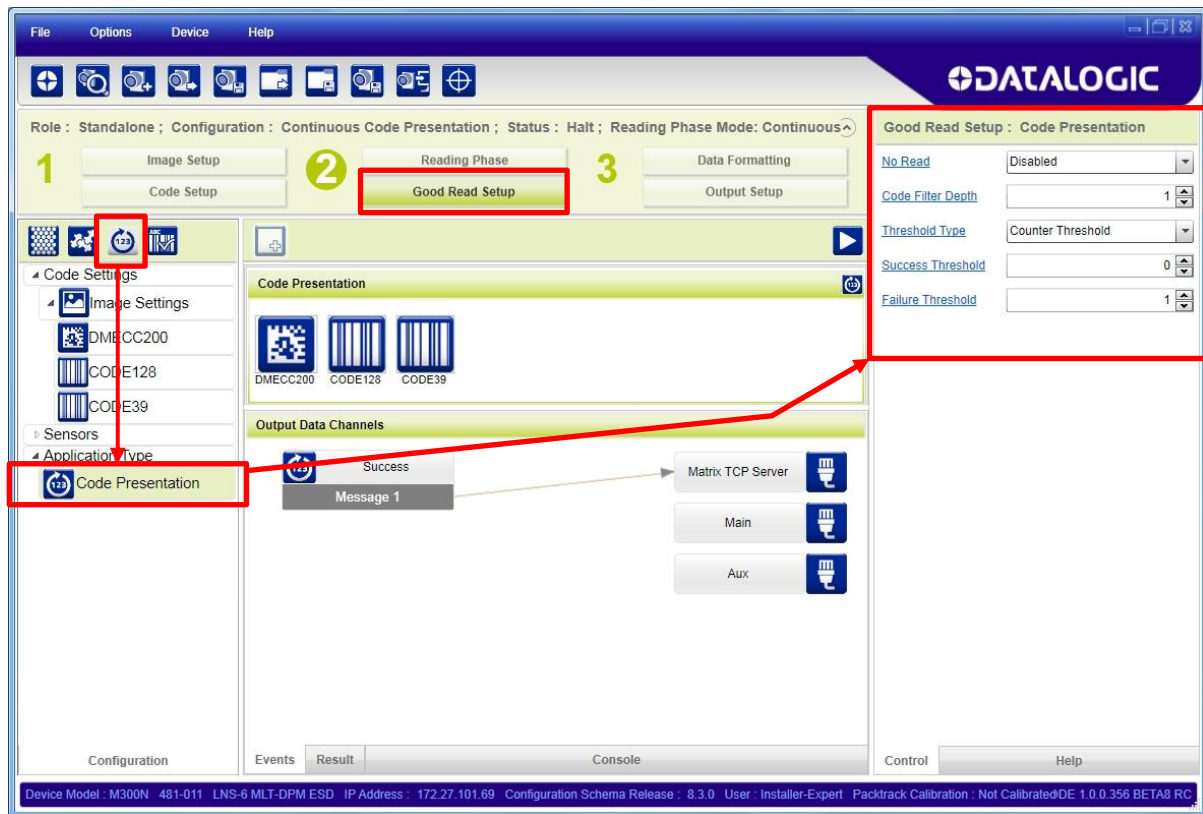 File Options Device Help
DATALOGIC
Role : Standalone ; Configuration : Continuous Code Presentation ; Status : Halt ; Reading Phase Mode: Continuous
1 Image Setup
Code Setup
2 Reading Phase
Good Read Setup
3 Data Formatting
Output Setup
123
Code Settings
Image Settings
DMECC200
CODE128
CODE39
Sensors
Application Type
123 Code Presentation
Configuration
Code Presentation
123
DMECC200 CODE128 CODE39
Output Data Channels
123 Success
Message 1
Matrix TCP Server
Main
Aux
Events Result Console
Good Read Setup : Code Presentation
No Read Disabled
Code Filter Depth 1
Threshold Type Counter Threshold
Success Threshold 0
Failure Threshold 1
Control Help
Device Model : M300N 481-011 LNS-6 MLT-DPM ESD IP Address : 172.27.101.69 Configuration Schema Release : 8.3.0 User : Installer-Expert Packtrack Calibration : Not Calibrated DE 1.0.0.356 BETA8 RC